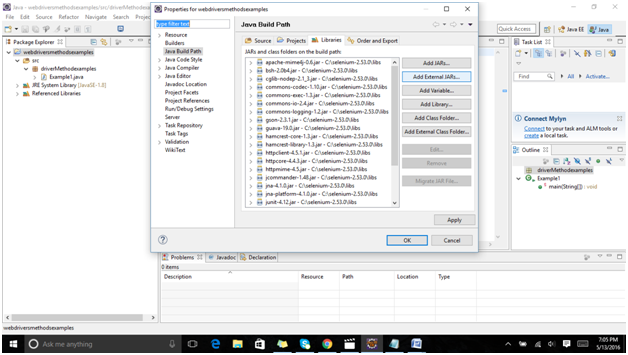 Java - Eclipse
File Edit Source Refactor Navigate Search Project
Quick Access
Java EE
Java
Package Explorer
webdriversmethodsexamples
src
driverMethodexamples
Example1.java
JRE System Library [JavaSE-1.8]
Referenced Libraries
Properties for webdriversmethodsexamples
type filter text
Resource
Builders
Java Build Path
Java Code Style
Java Compiler
Java Editor
Javadoc Location
Project Facets
Project References
Run/Debug Settings
Server
Task Repository
Task Tags
Validation
WikiText
Java Build Path
Source
Projects
Libraries
Order and Export
JARs and class folders on the build path:
apache-mime4j-0.6.jar - C:\selenium-2.53.0\libs
bsh-2.0b4.jar - C:\selenium-2.53.0\libs
cglib-nodep-2.1_3.jar - C:\selenium-2.53.0\libs
commons-codec-1.10.jar - C:\selenium-2.53.0\libs
commons-exec-1.3.jar - C:\selenium-2.53.0\libs
commons-io-2.4.jar - C:\selenium-2.53.0\libs
commons-logging-1.2.jar - C:\selenium-2.53.0\libs
gson-2.3.1.jar - C:\selenium-2.53.0\libs
guava-19.0.jar - C:\selenium-2.53.0\libs
hamcrest-core-1.3.jar - C:\selenium-2.53.0\libs
hamcrest-library-1.3.jar - C:\selenium-2.53.0\libs
httpclient-4.5.1.jar - C:\selenium-2.53.0\libs
httpcore-4.4.3.jar - C:\selenium-2.53.0\libs
httpmime-4.5.jar - C:\selenium-2.53.0\libs
jcommander-1.48.jar - C:\selenium-2.53.0\libs
jna-4.1.0.jar - C:\selenium-2.53.0\libs
jna-platform-4.1.0.jar - C:\selenium-2.53.0\libs
junit-4.12.jar - C:\selenium-2.53.0\libs
Add JARs...
Add External JARs...
Add Variable...
Add Library...
Add Class Folder...
Add External Class Folder...
Edit...
Remove
Migrate JAR File...
Apply
OK
Cancel
Task List
Find
All
Activate...
Connect Mylyn
Connect to your task and ALM tools or
create a local task.
Outline
driverMethodexamples
Example1
main(String[]) : void
Problems
Javadoc
Declaration
0 items
Description
Resource
Path
Location
Type
webdriversmethodsexamples
Ask me anything
7:05 PM
5/13/2016